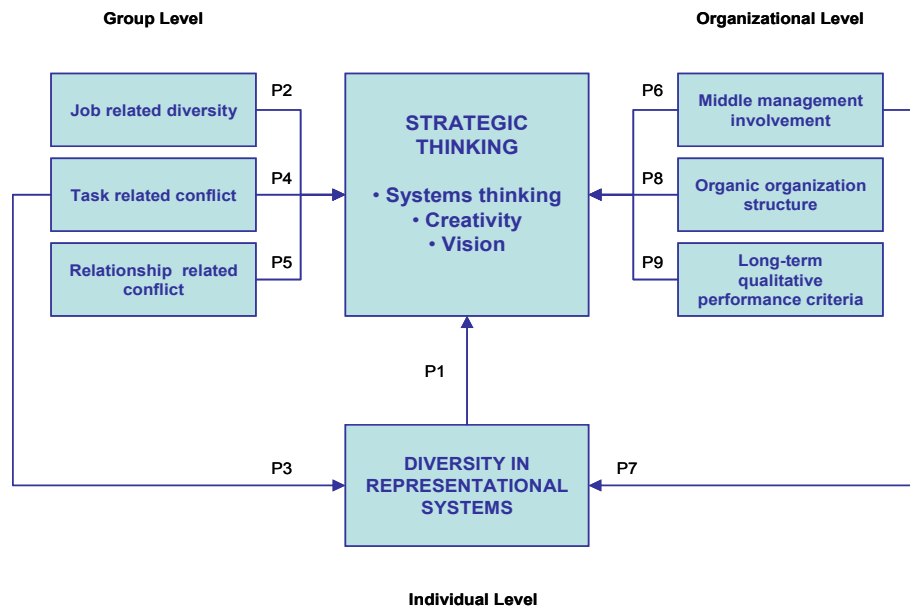 Group Level
Organizational Level
Job related diversity
P2
Task related conflict
P4
Relationship related
conflict
P5
STRATEGIC
THINKING
• Systems thinking
• Creativity
• Vision
P6
Middle management
involvement
P8
Organic organization
structure
P9
Long-term
qualitative
performance criteria
P1
P3
DIVERSITY IN
REPRESENTATIONAL
SYSTEMS
P7
Individual Level